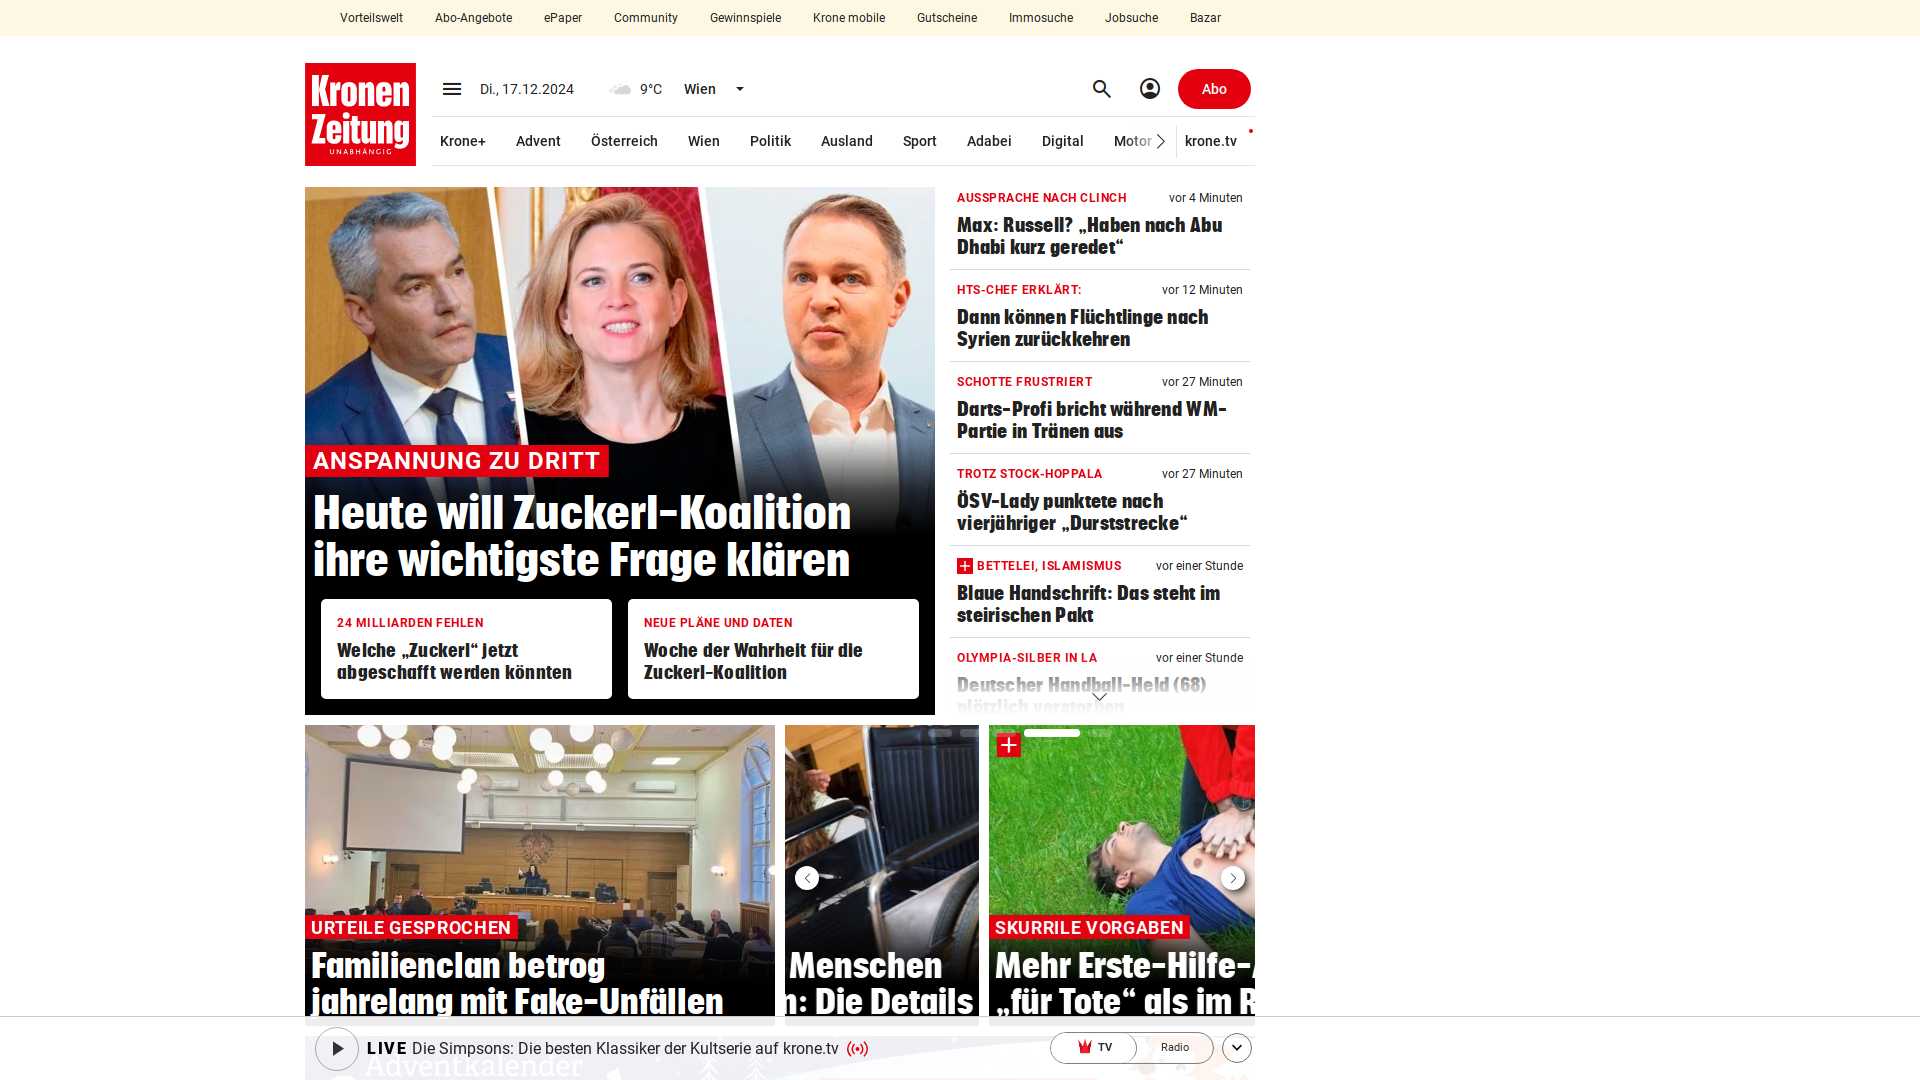 Vorteilswelt Abo-Angebote ePaper Community Gewinnspiele Krone mobile Gutscheine Immosuche Jobsuche Bazar
Kronen
Zeitung
UNABHÄNGIG
Di., 17.12.2024 9°C Wien
Abo
Krone+ Advent Österreich Wien Politik Ausland Sport Adabei Digital Motor krone.tv
ANSPANNUNG ZU DRITT
Heute will Zuckerl-Koalition
ihre wichtigste Frage klären
24 MILLIARDEN FEHLEN
Welche „Zuckerl“ jetzt
abgeschafft werden könnten
NEUE PLÄNE UND DATEN
Woche der Wahrheit für die
Zuckerl-Koalition
AUSSPRACHE NACH CLINCH vor 4 Minuten
Max: Russell? „Haben nach Abu
Dhabi kurz geredet“
HTS-CHEF ERKLÄRT: vor 12 Minuten
Dann können Flüchtlinge nach
Syrien zurückkehren
SCHOTTE FRUSTRIERT vor 27 Minuten
Darts-Profi bricht während WM-
Partie in Tränen aus
TROTZ STOCK-HOPPALA vor 27 Minuten
ÖSV-Lady punktete nach
vierjähriger „Durststrecke“
BETTELEI, ISLAMISMUS vor einer Stunde
Blaue Handschrift: Das steht im
steirischen Pakt
OLYMPIA-SILBER IN LA vor einer Stunde
Deutscher Handball-Held (68)
plötzlich verstorben
URTEILE GESPROCHEN
Familienclan betrog
jahrelang mit Fake-Unfällen
Menschen
n: Die Details
SKURRILE VORGABEN
Mehr Erste-Hilfe-
„für Tote“ als im R
LIVE Die Simpsons: Die besten Klassiker der Kultserie auf krone.tv
TV Radio
Adventkalender